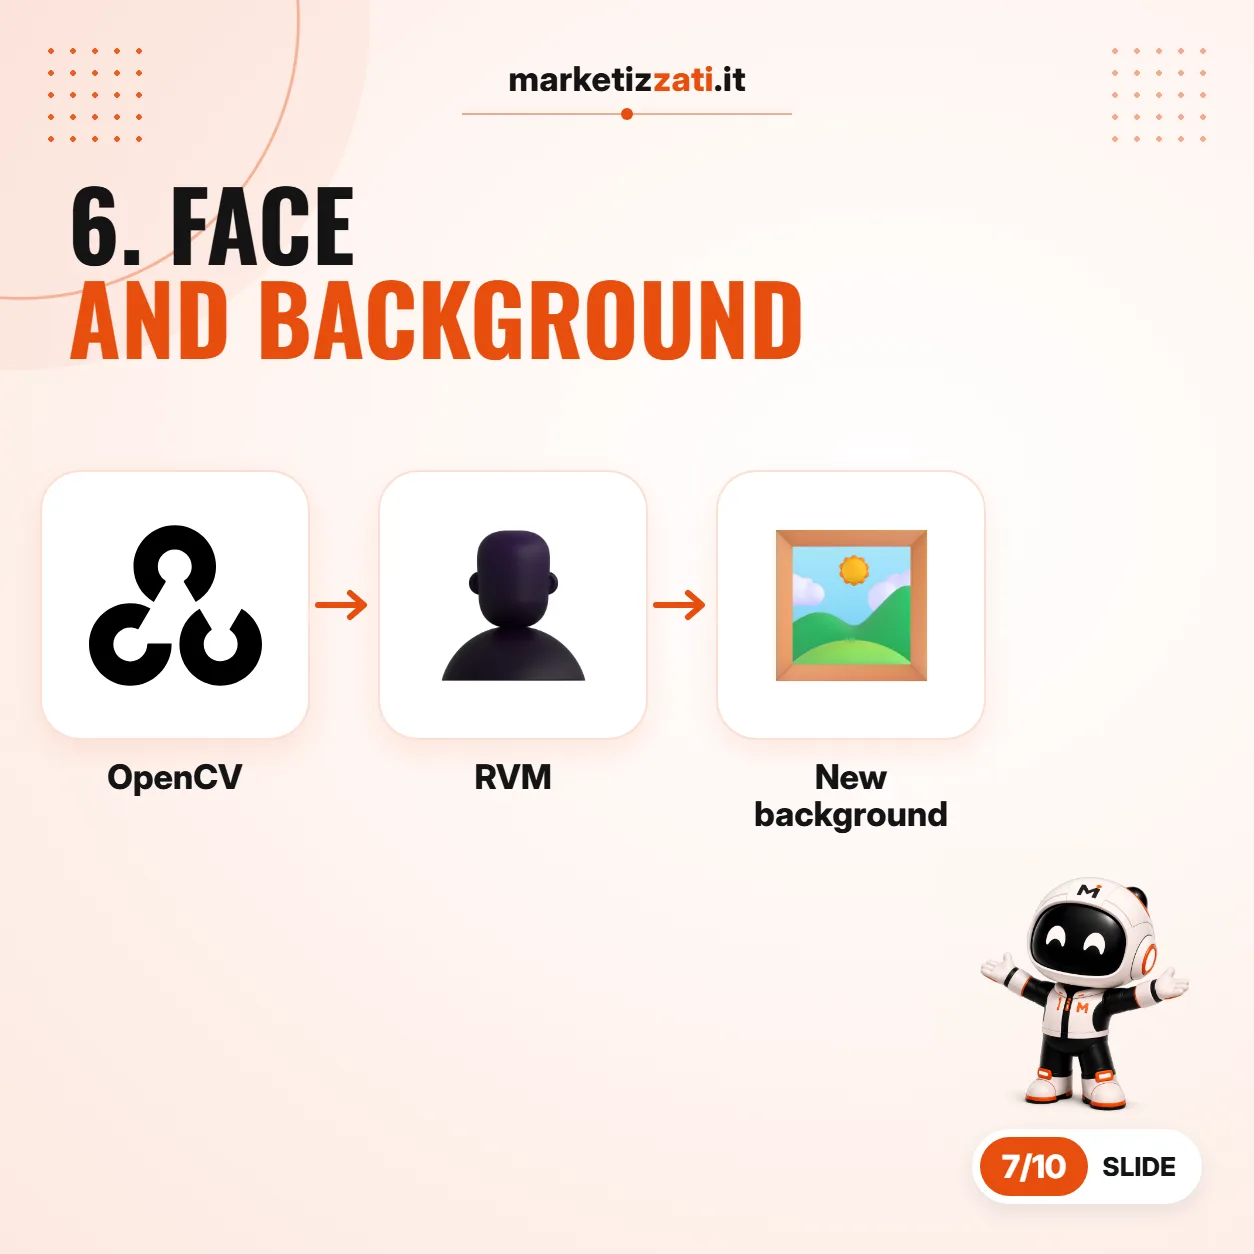 marketizzati.it
6. FACE
AND BACKGROUND
OpenCV
RVM
New
background
M
M
7/10 SLIDE